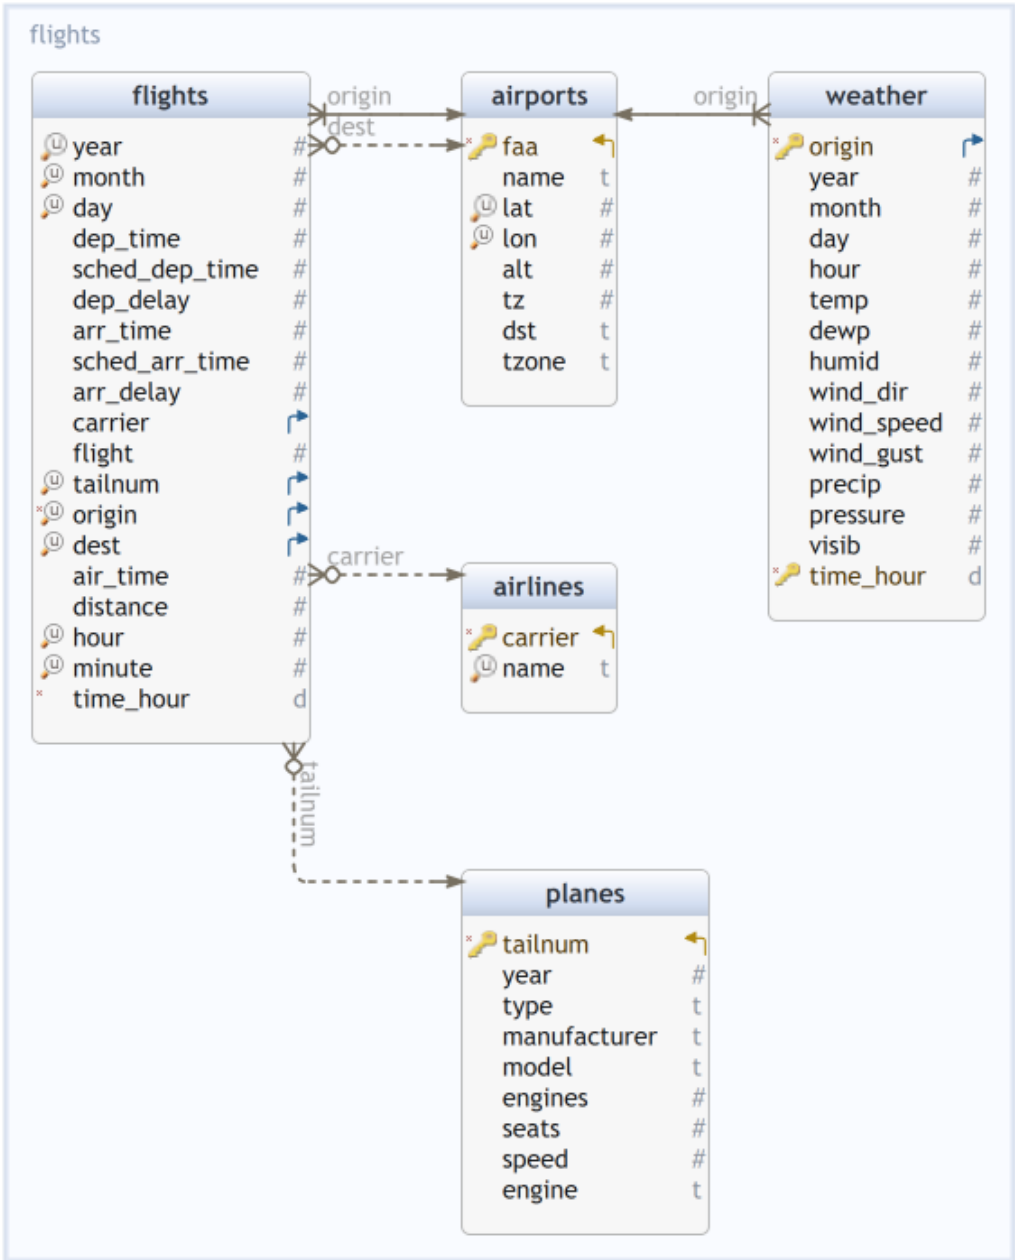 flights
flights
year #
month #
day #
dep_time #
sched_dep_time #
dep_delay #
arr_time #
sched_arr_time #
arr_delay #
carrier
flight #
tailnum
origin
dest
air_time #
distance #
hour #
minute #
time_hour d
origin
dest
airports
faa
name t
lat #
lon #
alt #
tz #
dst t
tzone t
origin
weather
origin
year #
month #
day #
hour #
temp #
dewp #
humid #
wind_dir #
wind_speed #
wind_gust #
precip #
pressure #
visib #
time_hour d
carrier
airlines
carrier
name t
tailnum
planes
tailnum
year #
type t
manufacturer t
model t
engines #
seats #
speed #
engine t